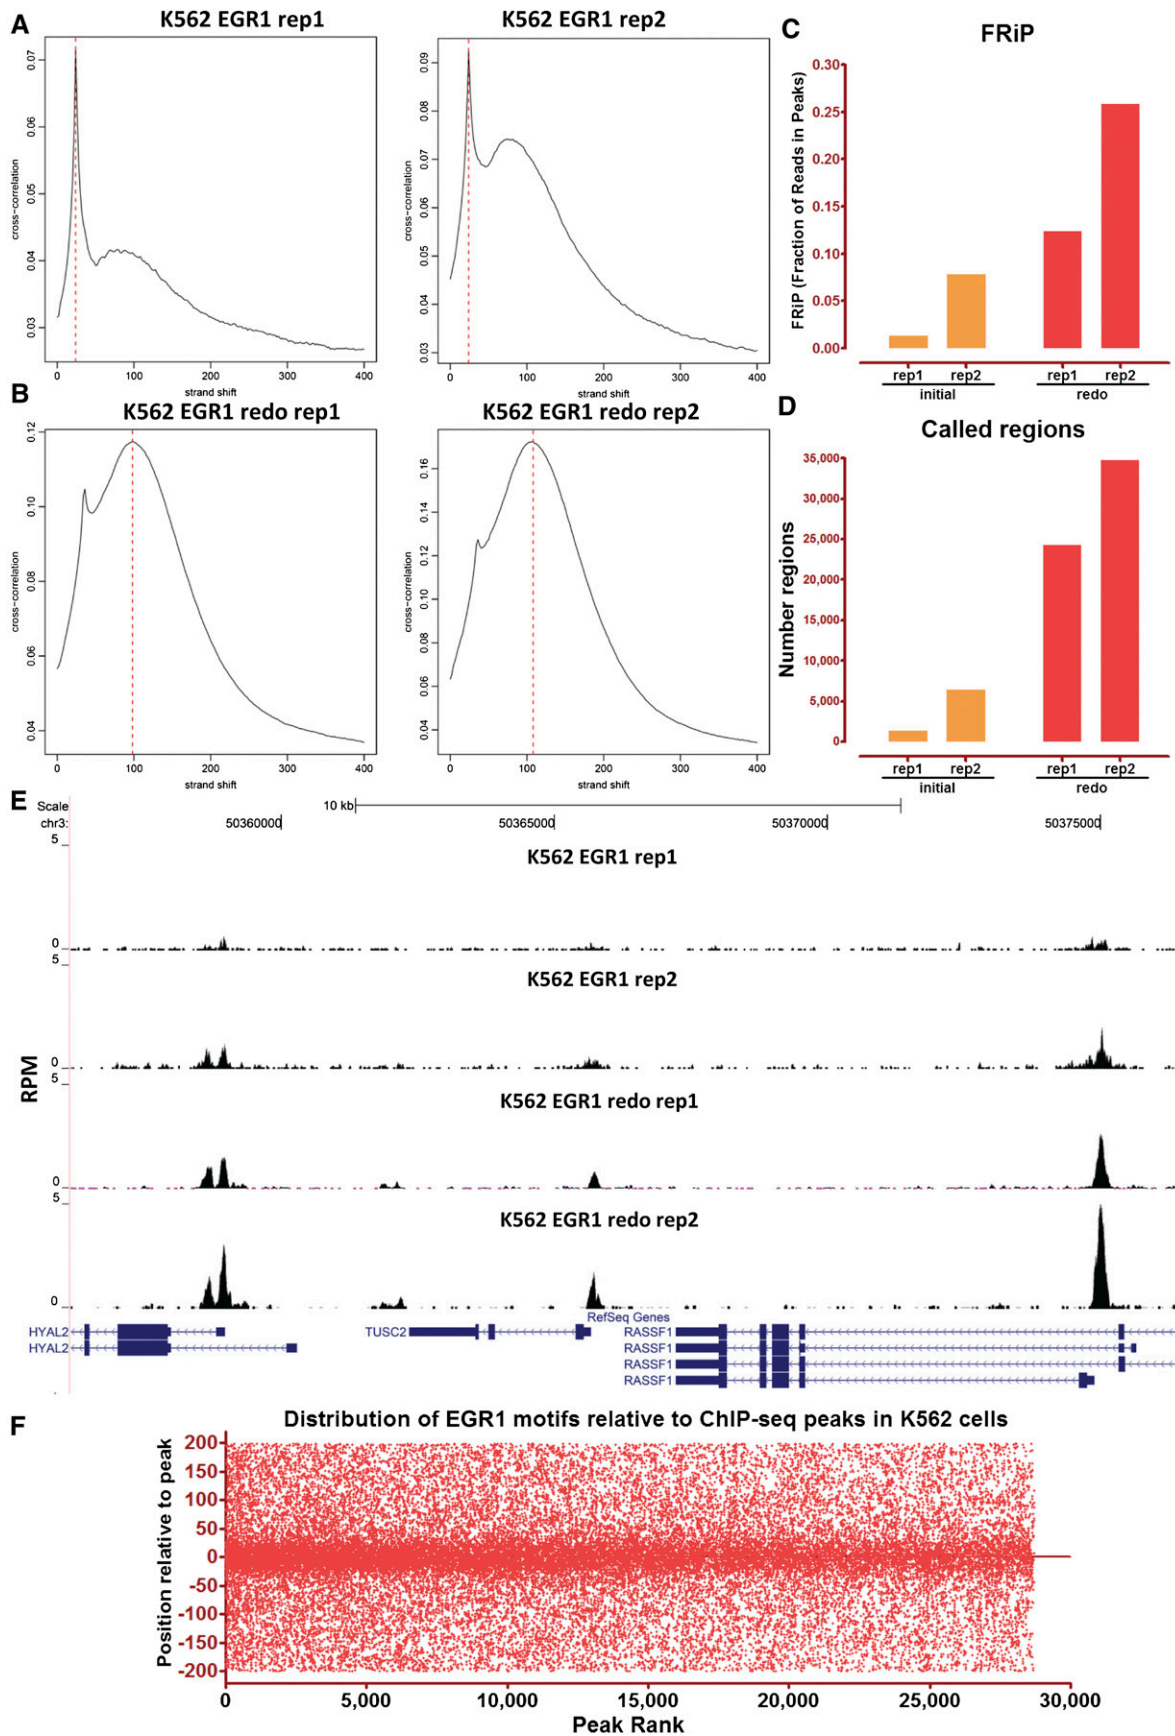 A
K562 EGR1 rep1
cross-correlation
0.03
0.04
0.05
0.06
0.07
0
100
200
300
400
strand shift
K562 EGR1 rep2
cross-correlation
0.03
0.04
0.05
0.06
0.07
0.08
0.09
0
100
200
300
400
strand shift
B
K562 EGR1 redo rep1
cross-correlation
0.04
0.06
0.08
0.10
0.12
0
100
200
300
400
strand shift
K562 EGR1 redo rep2
cross-correlation
0.04
0.06
0.08
0.10
0.12
0.14
0.16
0
100
200
300
400
strand shift
C
FRiP
FRiP (Fraction of Reads in Peaks)
0.30
0.25
0.20
0.15
0.10
0.05
0.00
rep1 rep2 rep1 rep2
initial redo
D
Called regions
Number regions
35,000
30,000
25,000
20,000
15,000
10,000
5,000
0
rep1 rep2 rep1 rep2
initial redo
E
Scale 10 kb
chr3: 50360000 50365000 50370000 50375000
5
K562 EGR1 rep1
0
5
K562 EGR1 rep2
0
5
RPM
K562 EGR1 redo rep1
0
5
K562 EGR1 redo rep2
0
RefSeq Genes
HYAL2 TUSC2 RASSF1
HYAL2 RASSF1
RASSF1
RASSF1
F
Distribution of EGR1 motifs relative to ChIP-seq peaks in K562 cells
Position relative to peak
200
150
100
50
0
-50
-100
-150
-200
0 5,000 10,000 15,000 20,000 25,000 30,000
Peak Rank